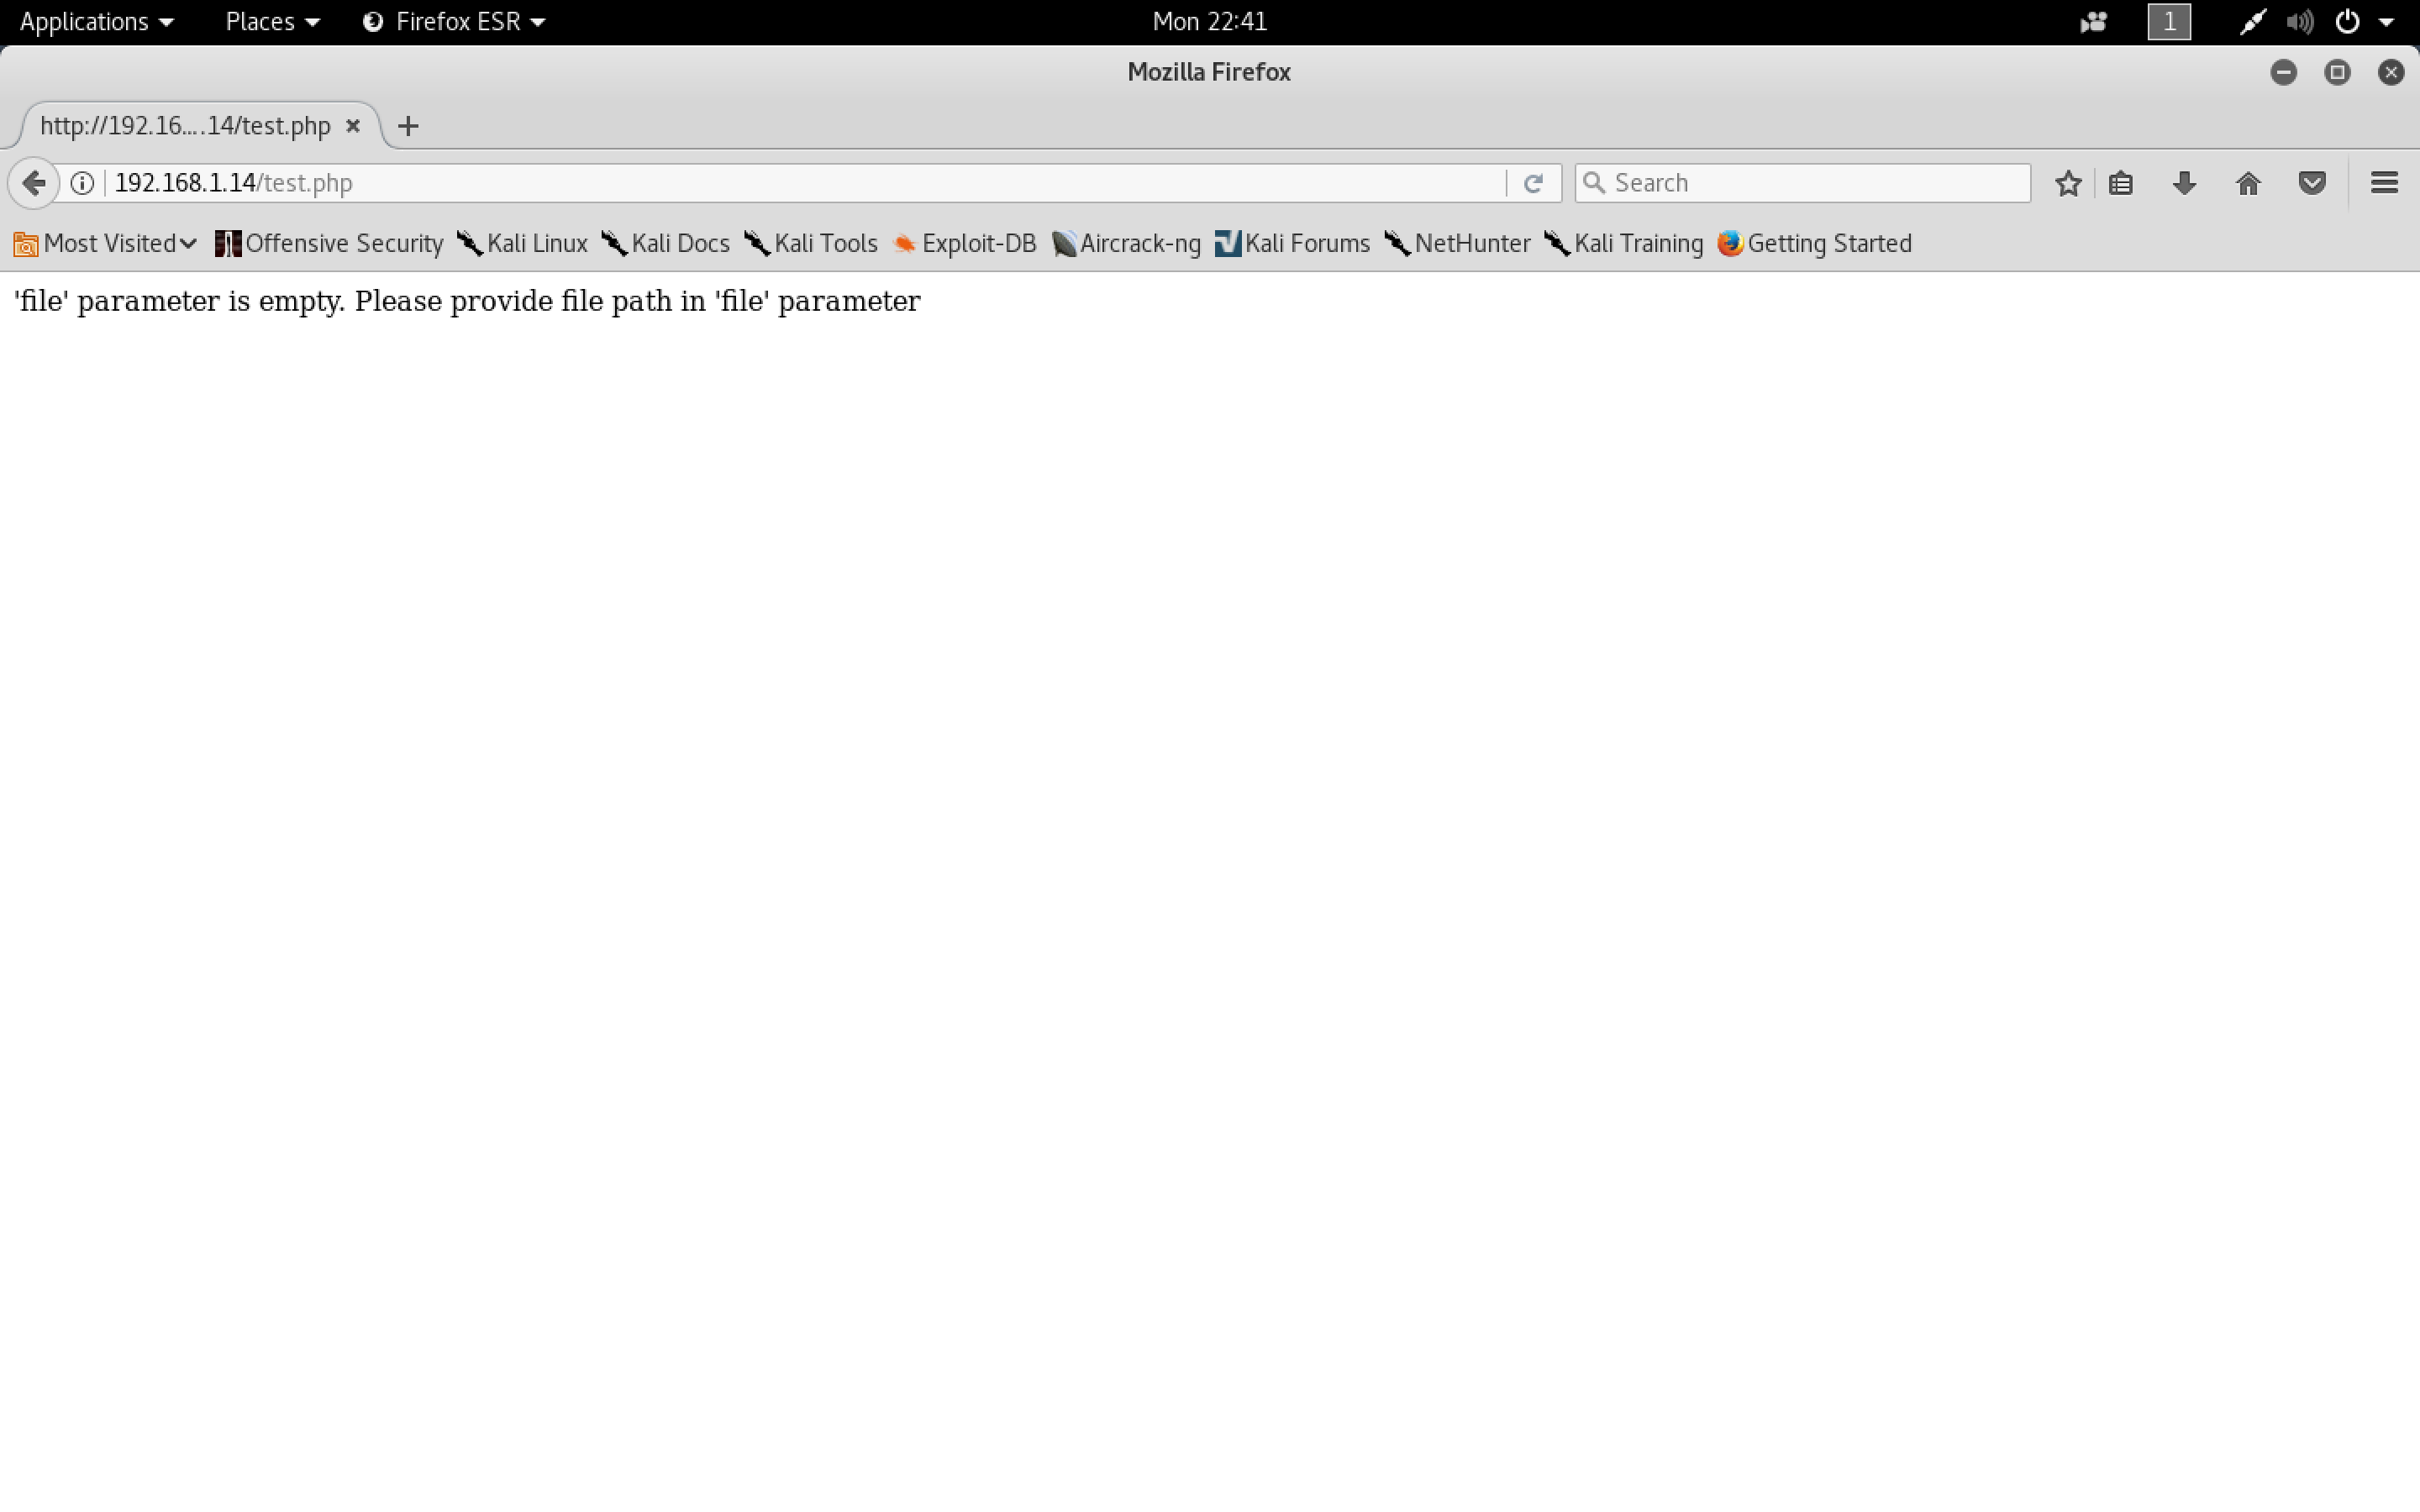 Applications Places Firefox ESR Mon 22:41 1
Mozilla Firefox
http://192.16....14/test.php
192.168.1.14/test.php Search
Most Visited Offensive Security Kali Linux Kali Docs Kali Tools Exploit-DB Aircrack-ng Kali Forums NetHunter Kali Training Getting Started
'file' parameter is empty. Please provide file path in 'file' parameter